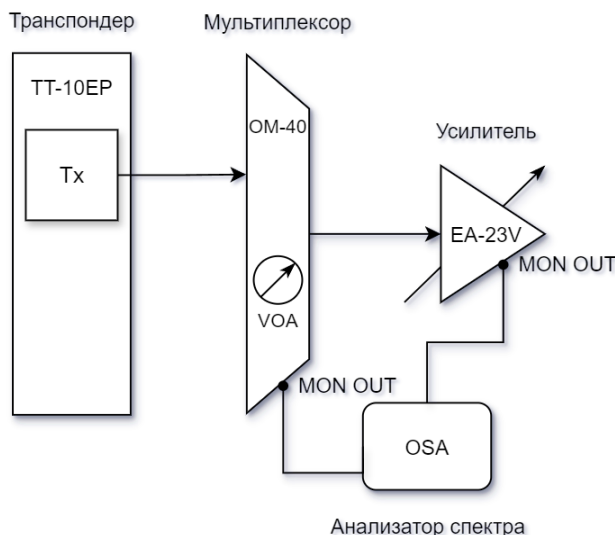 Транспондер
Мультиплексор
TT-10EP
OM-40
Усилитель
Tx
EA-23V
MON OUT
VOA
MON OUT
OSA
Анализатор спектра